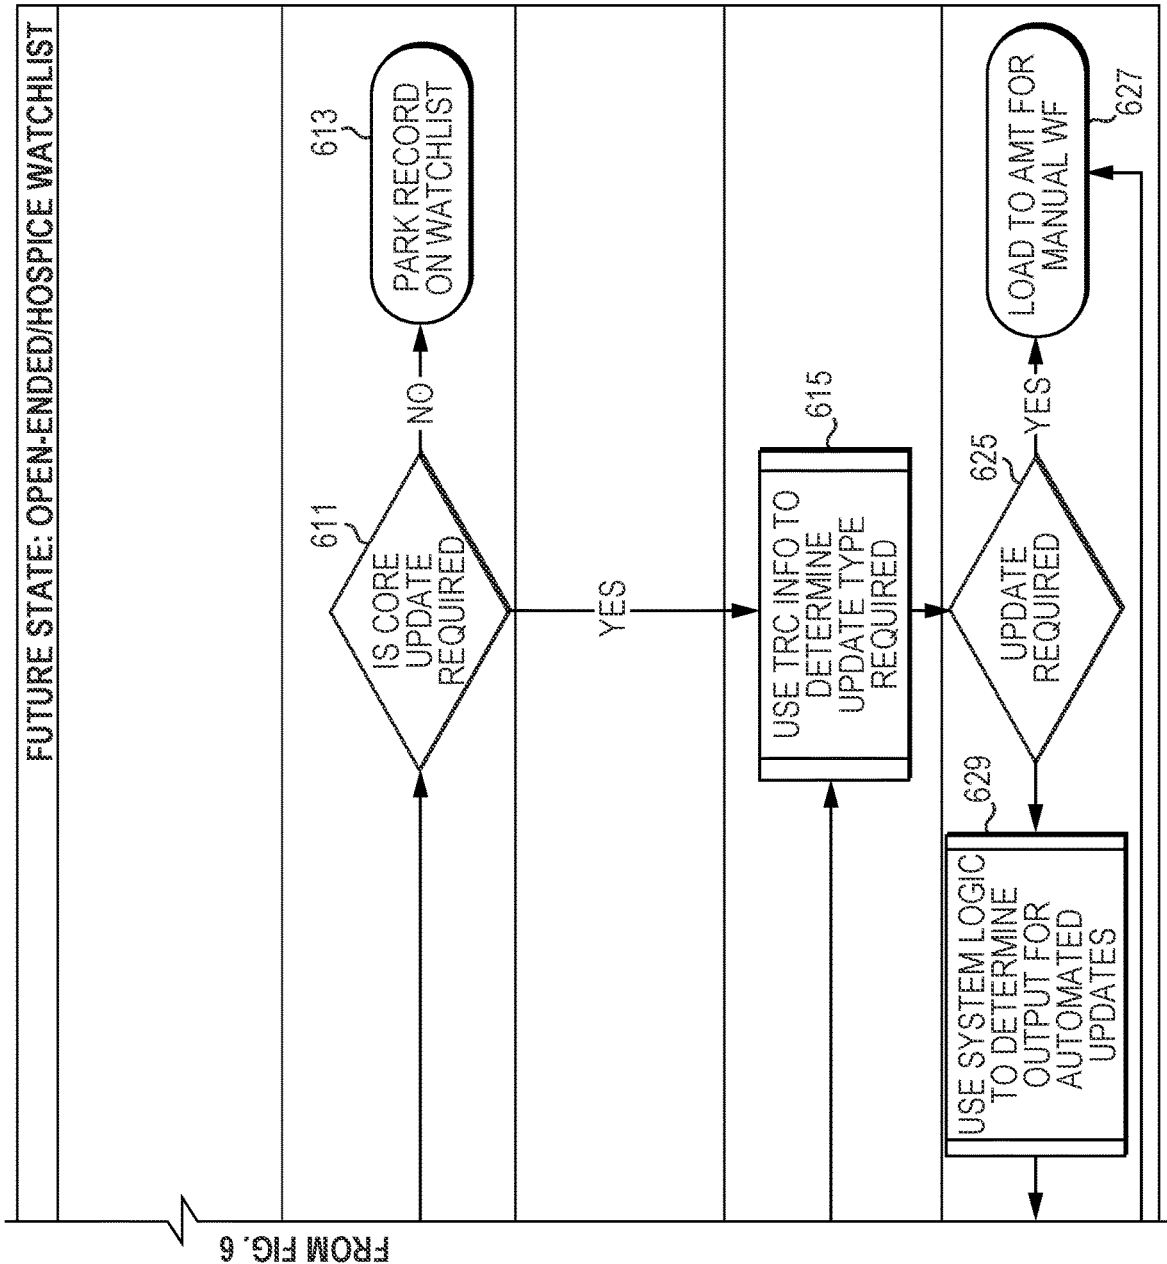 FUTURE STATE: OPEN-ENDED/HOSPICE WATCHLIST
FROM FIG. 6
611
IS CORE
UPDATE
REQUIRED
NO
613
PARK RECORD
ON WATCHLIST
YES
615
USE TRC INFO TO
DETERMINE
UPDATE TYPE
REQUIRED
625
UPDATE
REQUIRED
YES
LOAD TO AMT FOR
MANUAL WF
627
629
USE SYSTEM LOGIC
TO DETERMINE
OUTPUT FOR
AUTOMATED
UPDATES